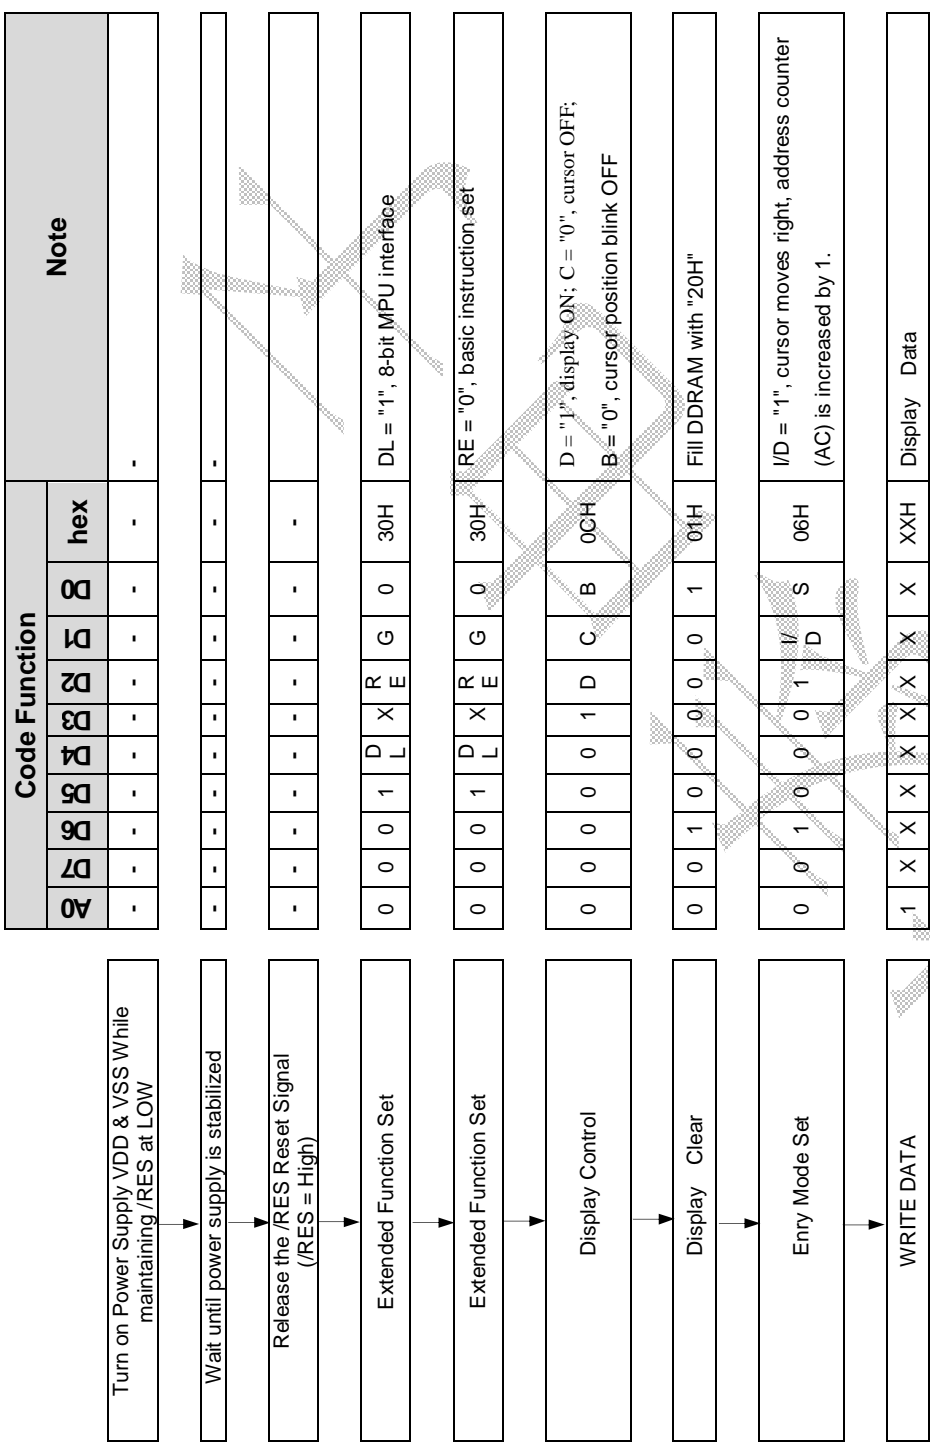 Code Function Note
A0 D7 D6 D5 D4 D3 D2 D1 D0 hex
Turn on Power Supply VDD & VSS While
maintaining /RES at LOW
- - - - - - - - - - -
Wait until power supply is stabilized
- - - - - - - - - - -
Release the /RES Reset Signal
(/RES = High)
- - - - - - - - - -
Extended Function Set
0 0 0 1 DL X RE G 0 30H DL = "1", 8-bit MPU interface
Extended Function Set
0 0 0 1 DL X RE G 0 30H RE = "0", basic instruction set
Display Control
0 0 0 0 0 1 D C B 0CH
D = "1", display ON; C = "0", cursor OFF;
B = "0", cursor position blink OFF
Display Clear
0 0 1 0 0 0 0 0 1 01H Fill DDRAM with "20H"
Enry Mode Set
0 0 1 0 0 0 1 I/D S 06H
I/D = "1", cursor moves right, address counter
(AC) is increased by 1.
WRITE DATA
1 X X X X X X X X XXH Display Data